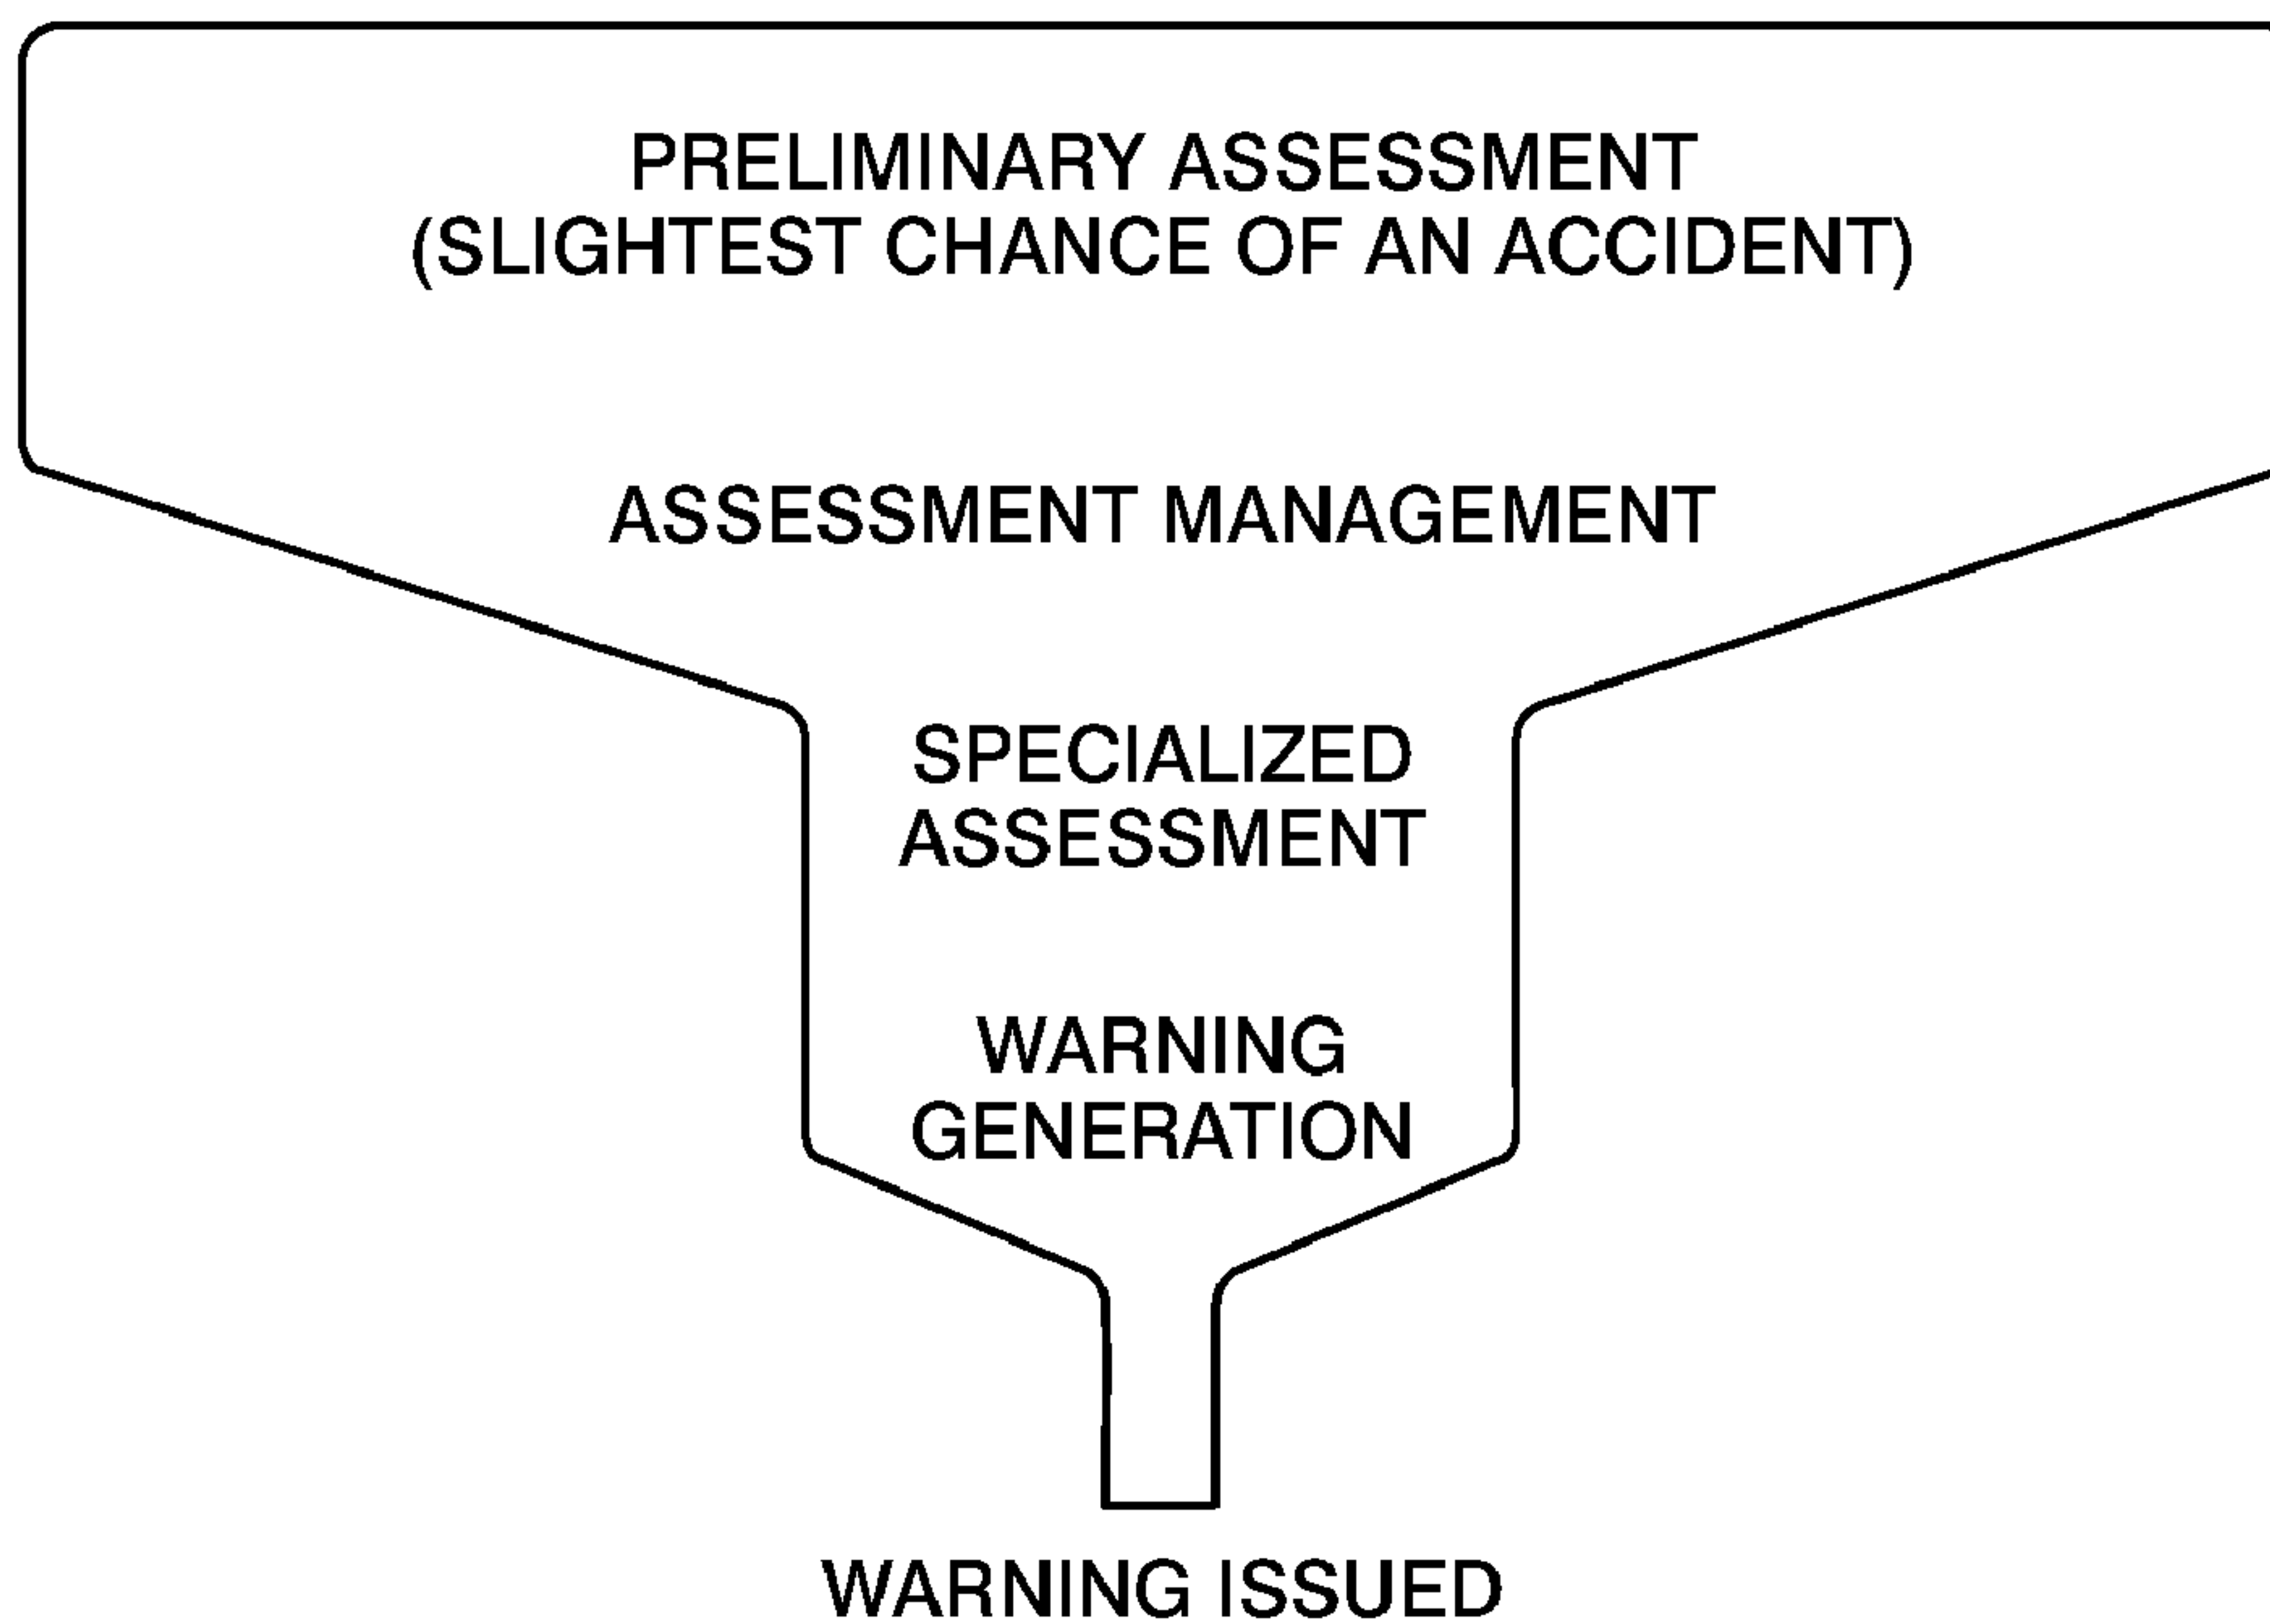 PRELIMINARY ASSESSMENT
(SLIGHTEST CHANCE OF AN ACCIDENT)
ASSESSMENT MANAGEMENT
SPECIALIZED
ASSESSMENT
WARNING
GENERATION
WARNING ISSUED